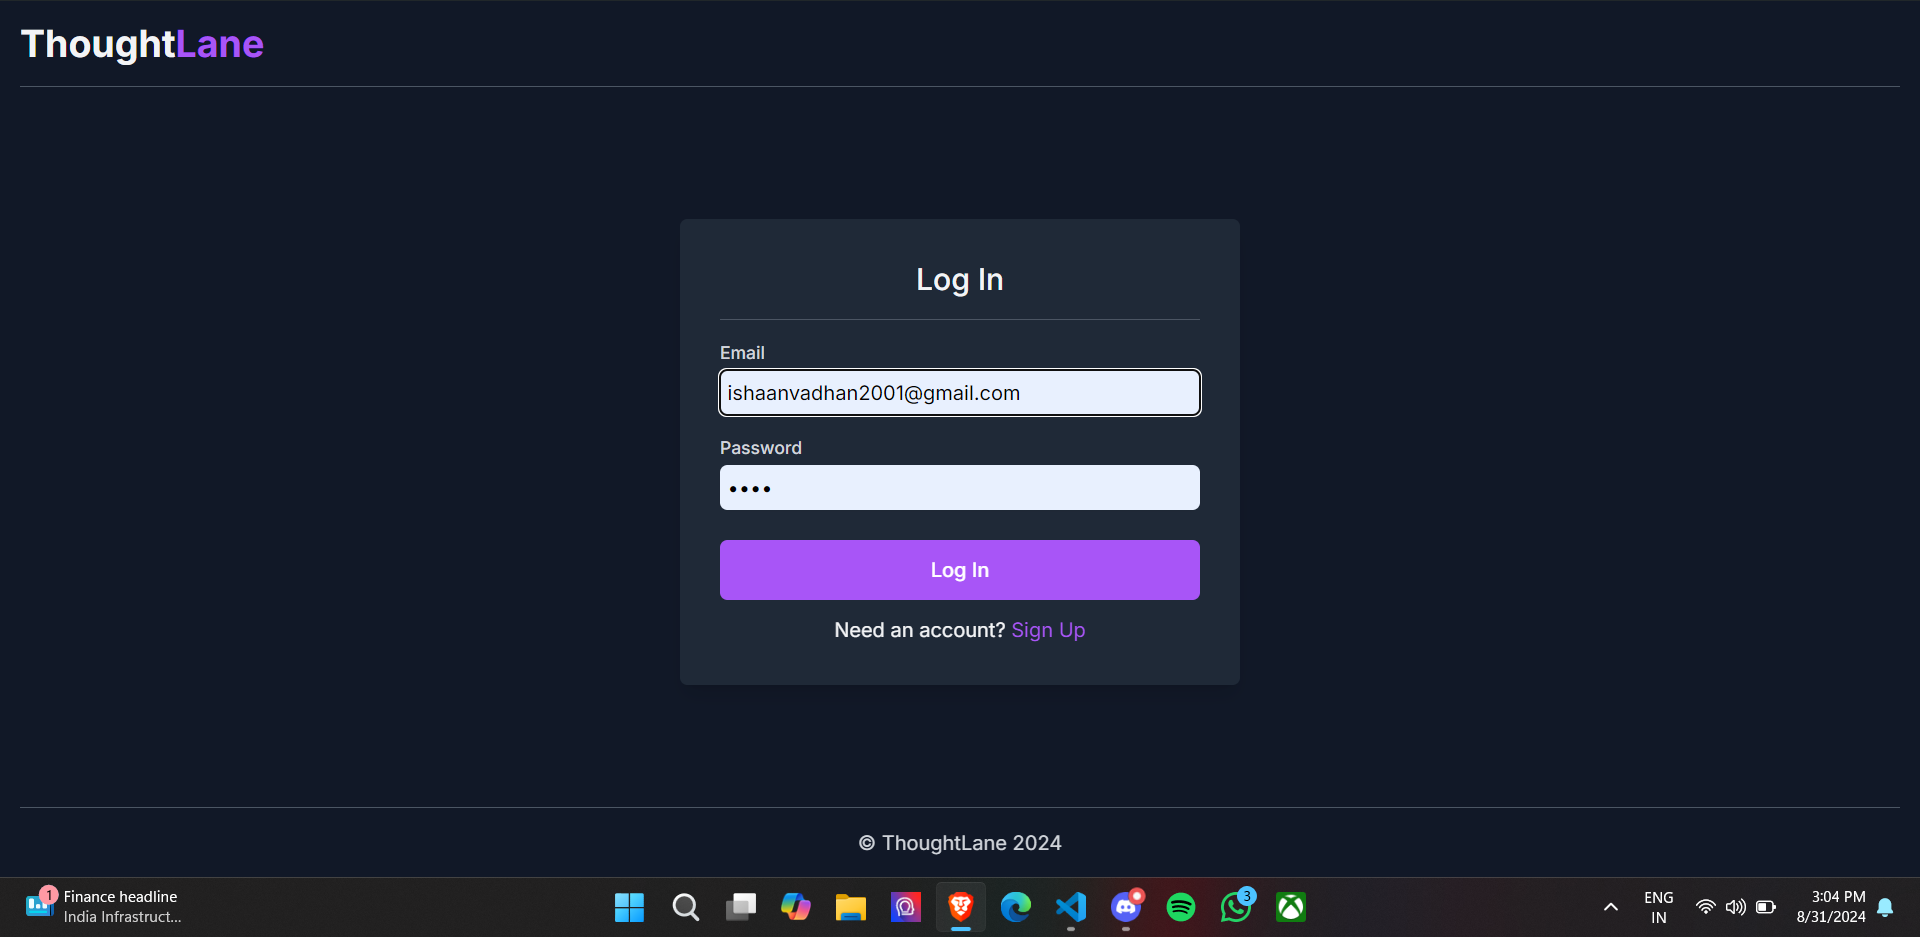 ThoughtLane
Log In
Email
ishaanvadhan2001@gmail.com
Password
••••
Log In
Need an account? Sign Up
© ThoughtLane 2024
1
Finance headline
India Infrastruct...
3
ENG
IN
3:04 PM
8/31/2024